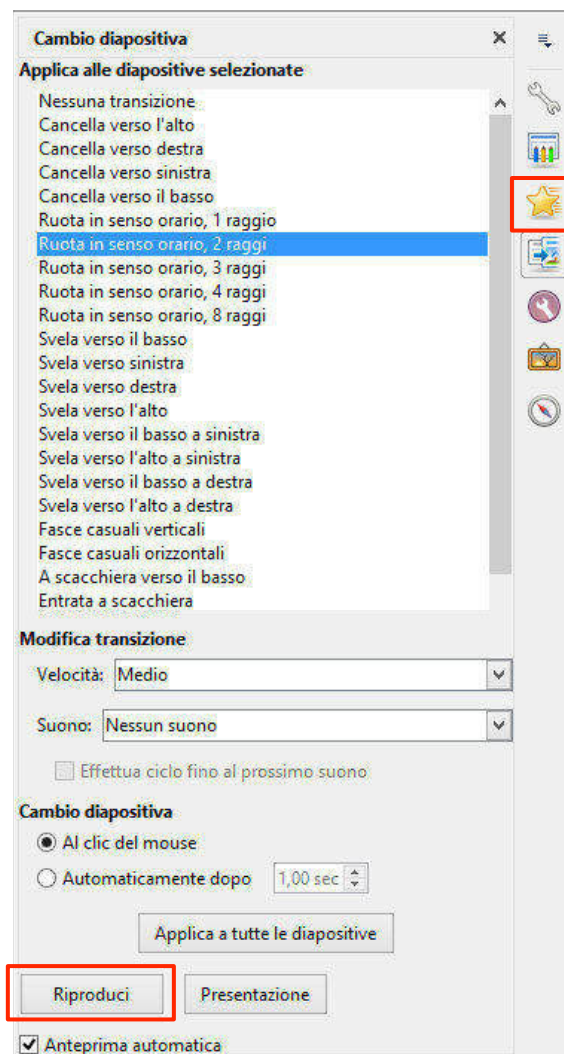 Cambio diapositiva
Applica alle diapositive selezionate
Nessuna transizione
Cancella verso l'alto
Cancella verso destra
Cancella verso sinistra
Cancella verso il basso
Ruota in senso orario, 1 raggio
Ruota in senso orario, 2 raggi
Ruota in senso orario, 3 raggi
Ruota in senso orario, 4 raggi
Ruota in senso orario, 8 raggi
Svela verso il basso
Svela verso sinistra
Svela verso destra
Svela verso l'alto
Svela verso il basso a sinistra
Svela verso l'alto a sinistra
Svela verso il basso a destra
Svela verso l'alto a destra
Fasce casuali verticali
Fasce casuali orizzontali
A scacchiera verso il basso
Entrata a scacchiera
Modifica transizione
Velocità: Medio
Suono: Nessun suono
Effettua ciclo fino al prossimo suono
Cambio diapositiva
Al clic del mouse
Automaticamente dopo 1,00 sec
Applica a tutte le diapositive
Riproduci Presentazione
Anteprima automatica